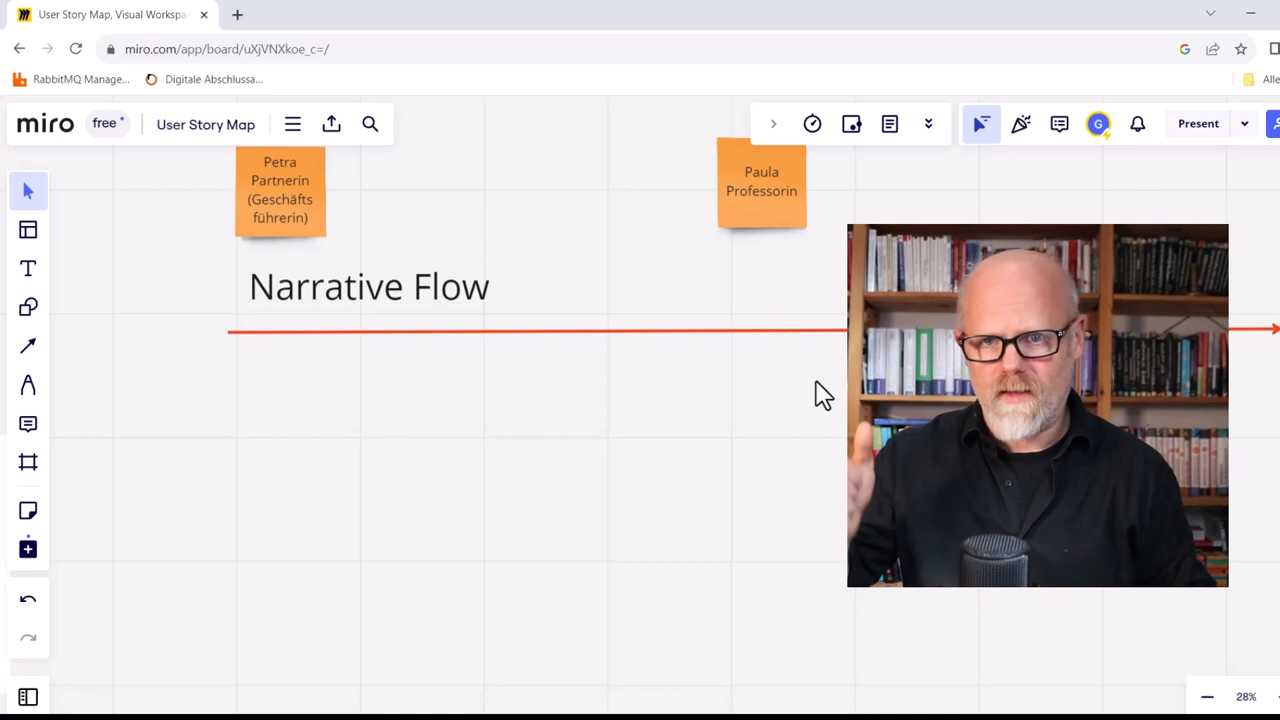 User Story Map, Visual Workspa
miro.com/app/board/uXjVNXkoe_c=/
RabbitMQ Manage...
Digitale Abschlussa...
Alle
miro
free
User Story Map
G
Present
Petra
Partnerin
(Geschäfts
führerin)
Paula
Professorin
Narrative Flow
28%